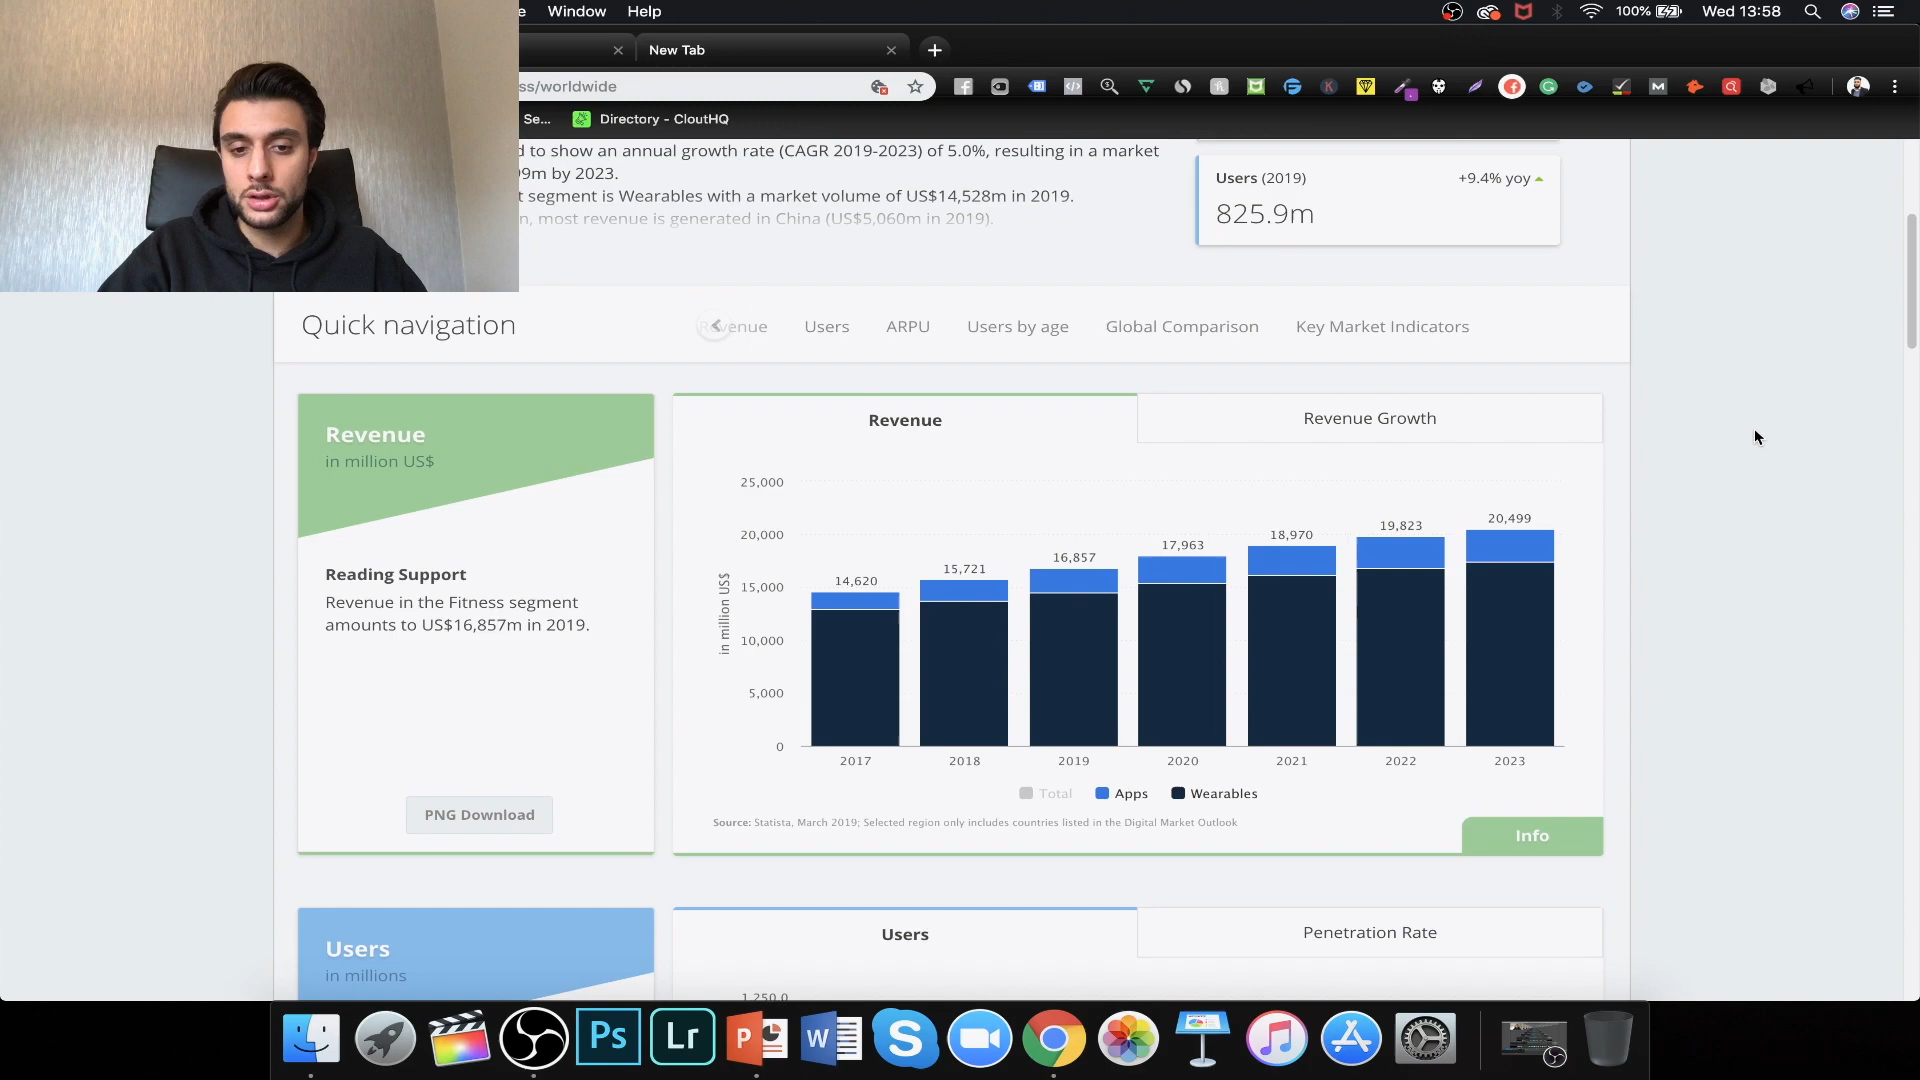 e Window Help
100%
Wed 13:58
New Tab
ss/worldwide
Se...
Directory - CloutHQ
d to show an annual growth rate (CAGR 2019-2023) of 5.0%, resulting in a market
99m by 2023.
t segment is Wearables with a market volume of US$14,528m in 2019.
n, most revenue is generated in China (US$5,060m in 2019).
Users (2019)
+9.4% yoy
825.9m
Quick navigation
Revenue
Users
ARPU
Users by age
Global Comparison
Key Market Indicators
Revenue
in million US$
Reading Support
Revenue in the Fitness segment
amounts to US$16,857m in 2019.
PNG Download
Revenue
Revenue Growth
in million US$
25,000
20,000
15,000
10,000
5,000
0
14,620
15,721
16,857
17,963
18,970
19,823
20,499
2017
2018
2019
2020
2021
2022
2023
Total
Apps
Wearables
Source: Statista, March 2019; Selected region only includes countries listed in the Digital Market Outlook
Info
Users
in millions
Users
Penetration Rate
1,250.0
Ps
Lr
P
W
S